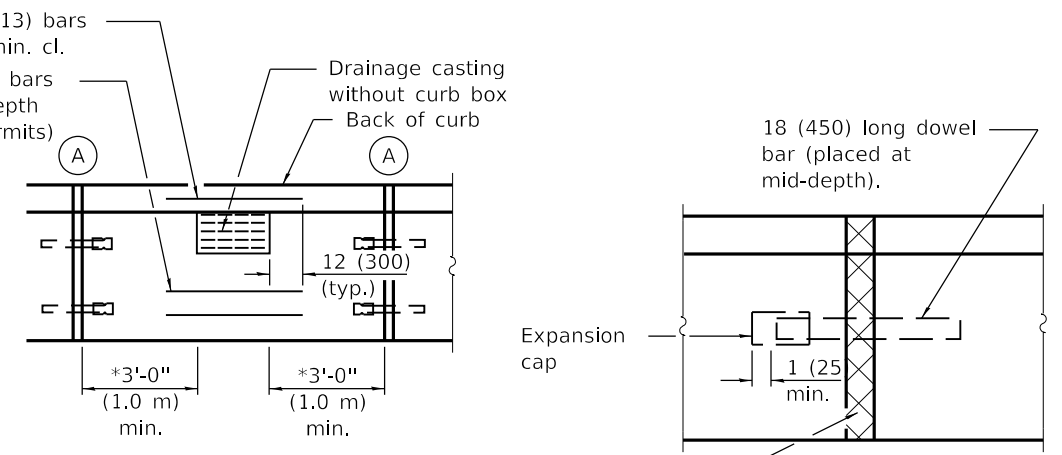 13) bars
min. cl.
bars
epth
rmits)
A
Drainage casting
without curb box
Back of curb
A
12 (300)
(typ.)
*3'-0"
(1.0 m)
min.
*3'-0"
(1.0 m)
min.
18 (450) long dowel
bar (placed at
mid-depth).
Expansion
cap
1 (25
min.